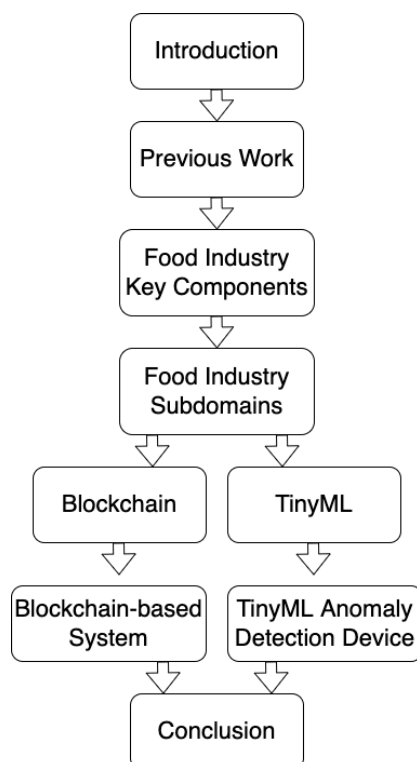 Introduction
Previous Work
Food Industry
Key Components
Food Industry
Subdomains
Blockchain
TinyML
Blockchain-based
System
TinyML Anomaly
Detection Device
Conclusion